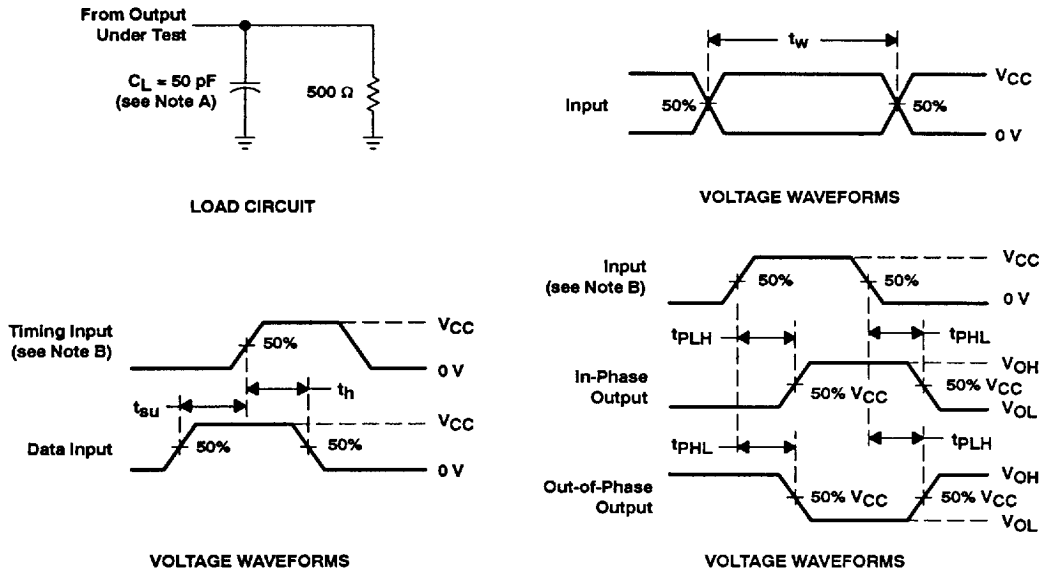 From Output
Under Test
CL = 50 pF
(see Note A)
500 Ω
LOAD CIRCUIT
tw
VCC
Input
50%
50%
0 V
VOLTAGE WAVEFORMS
Timing Input
(see Note B)
50%
VCC
0 V
th
tsu
VCC
Data Input
50%
50%
0 V
VOLTAGE WAVEFORMS
Input
(see Note B)
50%
50%
VCC
0 V
tPLH
tPHL
In-Phase
Output
50% VCC
VOH
50% VCC
VOL
tPHL
tPLH
Out-of-Phase
Output
50% VCC
VOH
50% VCC
VOL
VOLTAGE WAVEFORMS